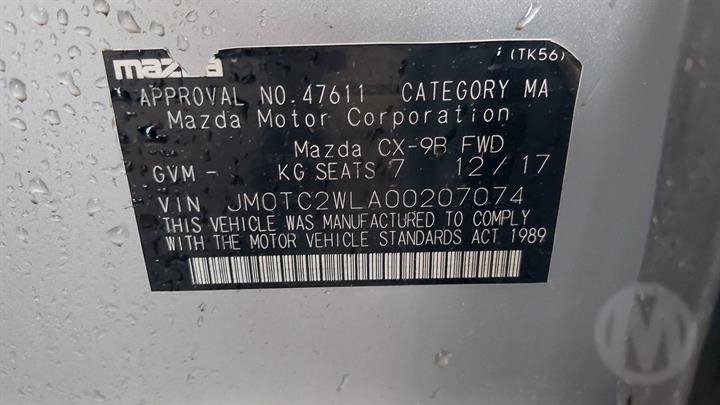 mazda
(TK56)
APPROVAL NO.47611 CATEGORY MA
Mazda Motor Corporation
Mazda CX-9B FWD
GVM - KG SEATS 7 12/17
VIN JM0TC2WLA00207074
THIS VEHICLE WAS MANUFACTURED TO COMPLY
WITH THE MOTOR VEHICLE STANDARDS ACT 1989
M